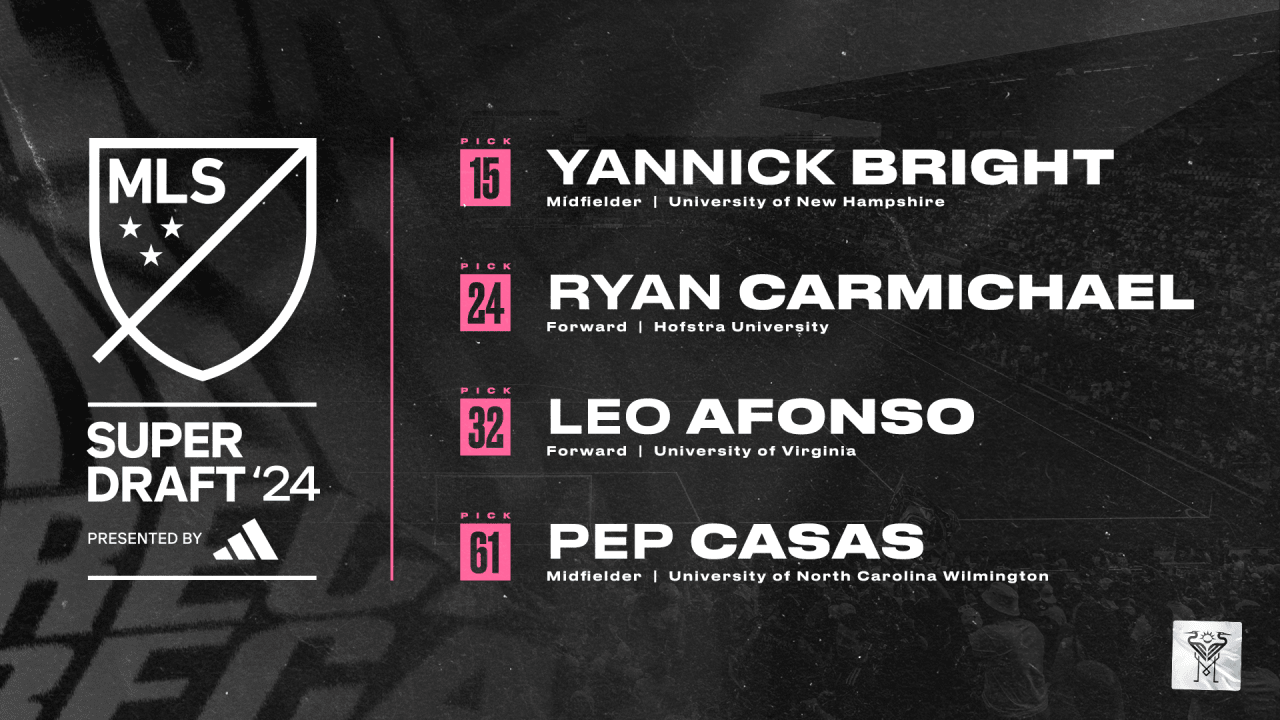 MLS
SUPER
DRAFT ‘24
PRESENTED BY
PICK
15
YANNICK BRIGHT
Midfielder | University of New Hampshire
PICK
24
RYAN CARMICHAEL
Forward | Hofstra University
PICK
32
LEO AFONSO
Forward | University of Virginia
PICK
61
PEP CASAS
Midfielder | University of North Carolina Wilmington